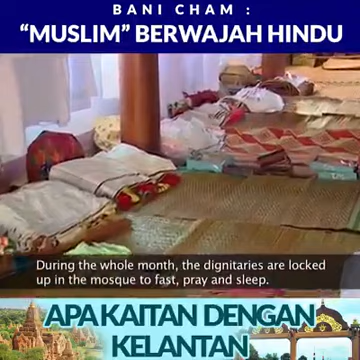 BANI CHAM :
“MUSLIM” BERWAJAH HINDU
During the whole month, the dignitaries are locked
up in the mosque to fast, pray and sleep.
APA KAITAN DENGAN
KELANTAN